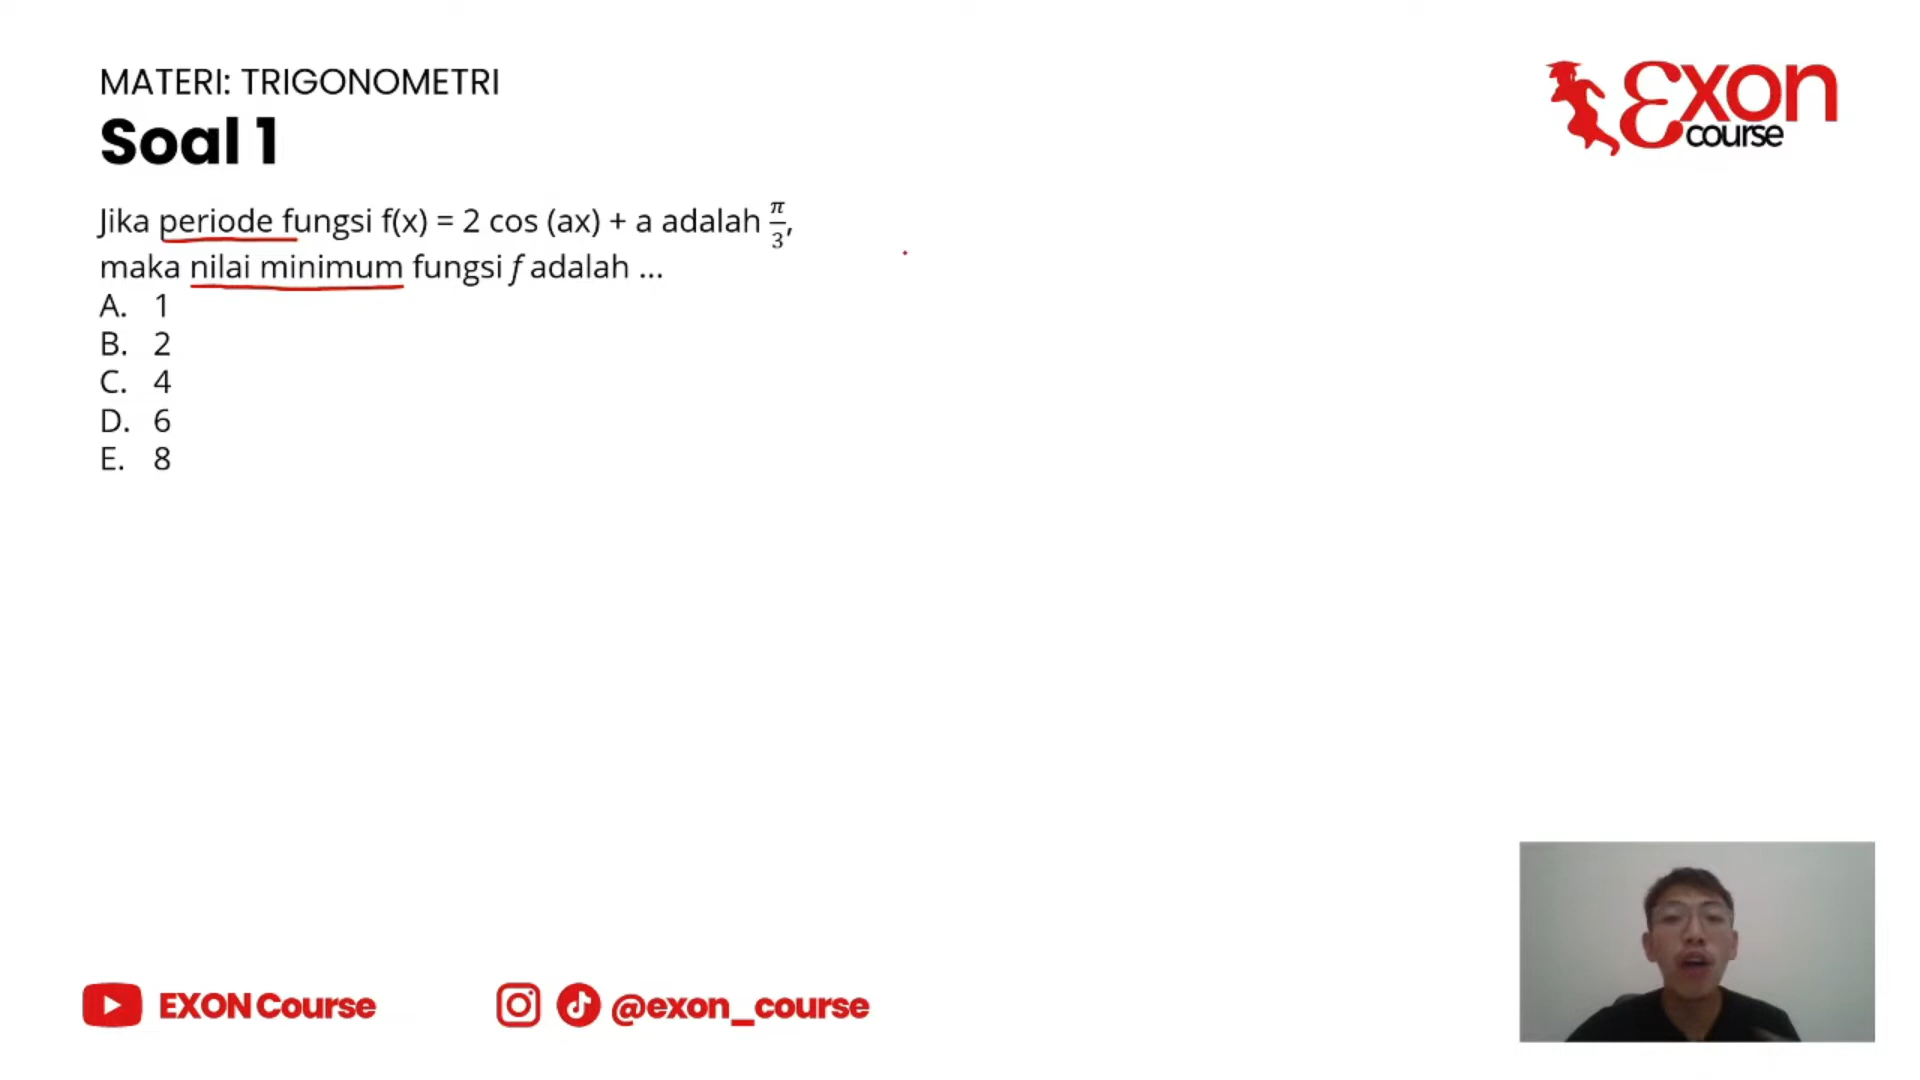 MATERI: TRIGONOMETRI
Soal 1
εxon
course
Jika periode fungsi f(x) = 2 cos (ax) + a adalah π/3,
maka nilai minimum fungsi f adalah ...
A. 1
B. 2
C. 4
D. 6
E. 8
EXON Course
@exon_course